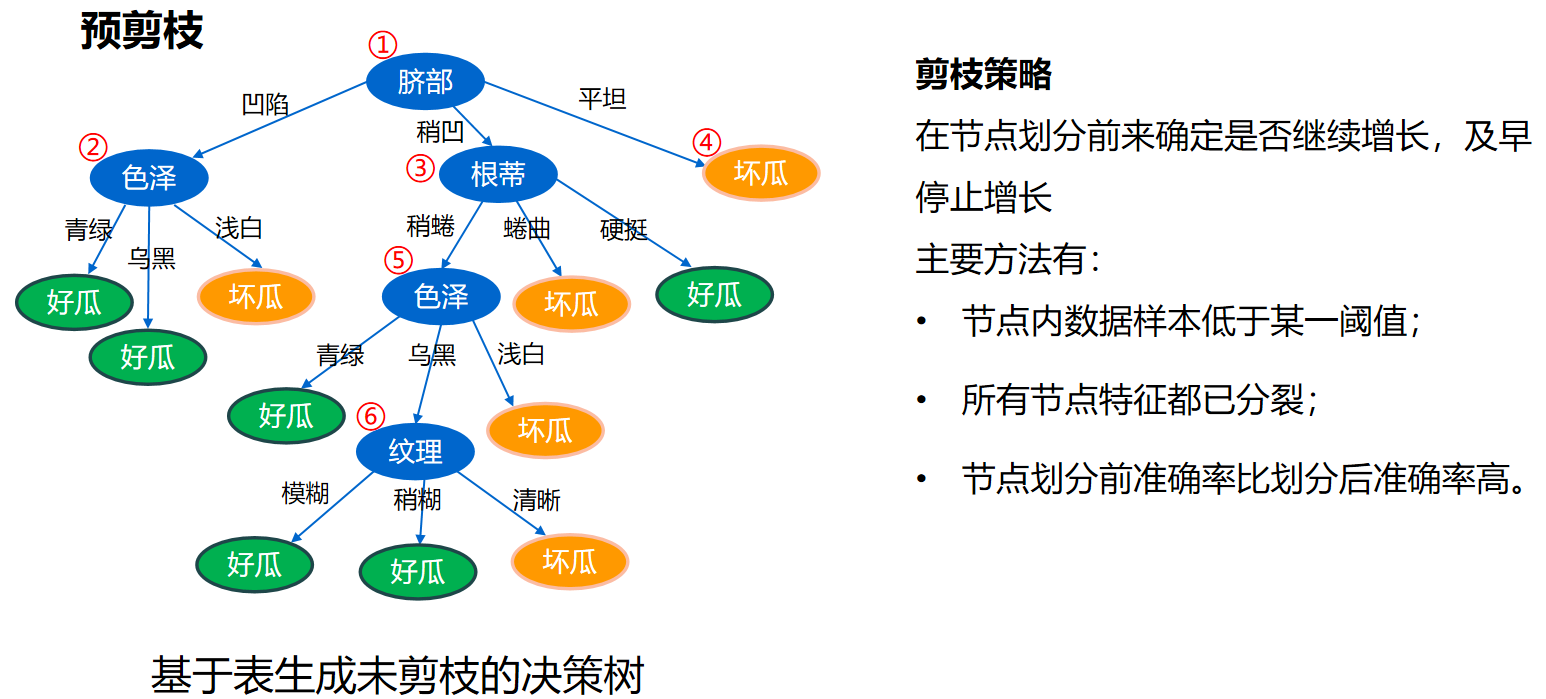 预剪枝
①
脐部
凹陷
稍凹
平坦
②
色泽
③
根蒂
④
坏瓜
青绿
乌黑
浅白
稍蜷
蜷曲
硬挺
好瓜
好瓜
坏瓜
⑤
色泽
坏瓜
好瓜
青绿
乌黑
浅白
好瓜
⑥
纹理
坏瓜
模糊
稍糊
清晰
好瓜
好瓜
坏瓜
基于表生成未剪枝的决策树
剪枝策略
在节点划分前来确定是否继续增长，及早
停止增长
主要方法有：
• 节点内数据样本低于某一阈值；
• 所有节点特征都已分裂；
• 节点划分前准确率比划分后准确率高。